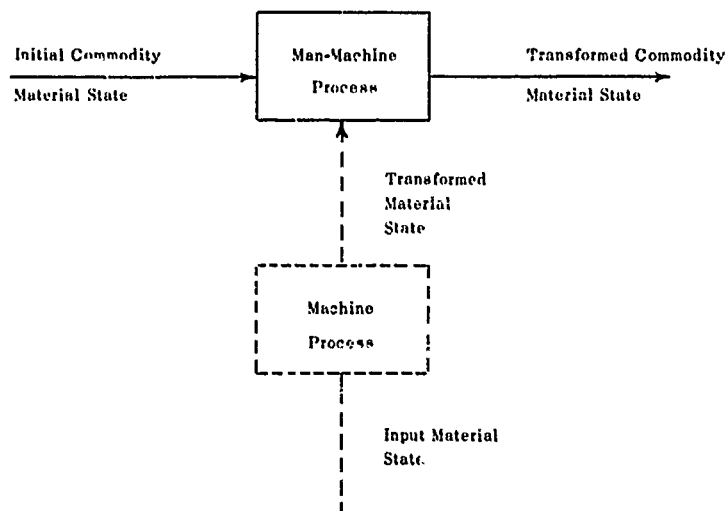 Initial Commodity
Material State
Man-Machine
Process
Transformed Commodity
Material State
Transformed
Material
State
Machine
Process
Input Material
State